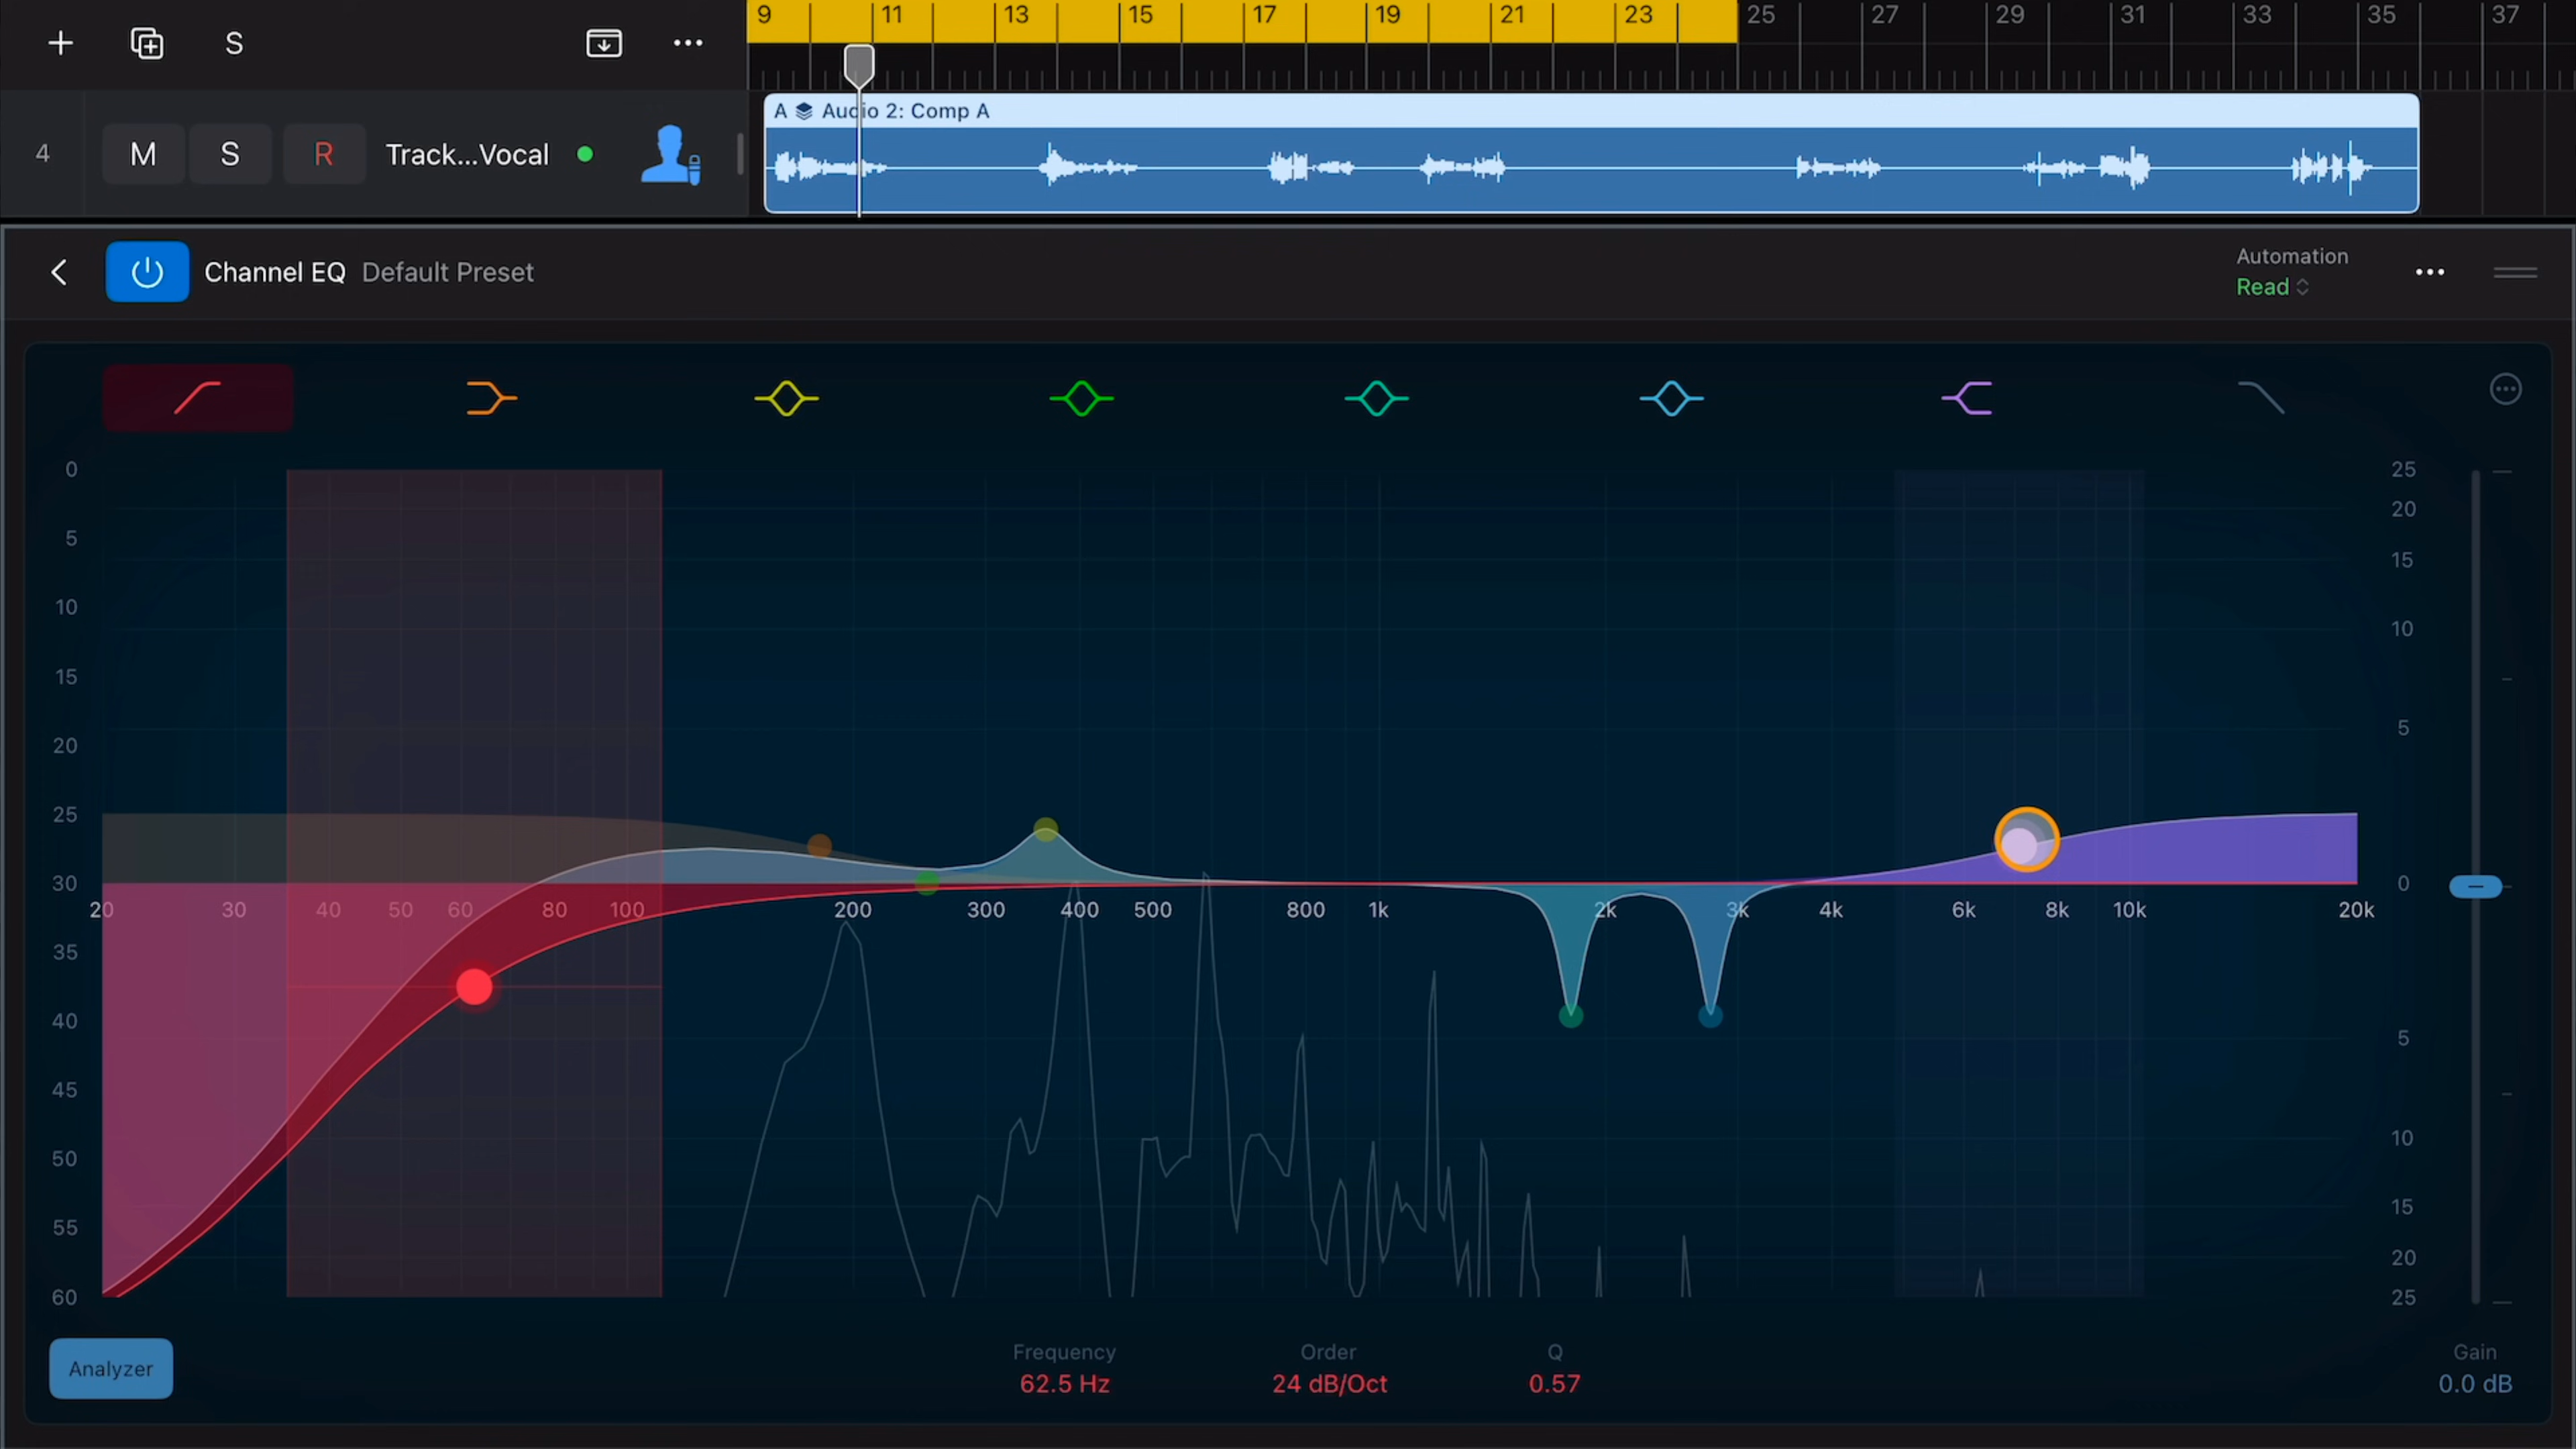 S
9 11 13 15 17 19 21 23 25 27 29 31 33 35 37
4 M S R Track...Vocal
A Audio 2: Comp A
Channel EQ Default Preset
Automation
Read
0 25
20
5
15
10
10
15
20
5
25
30 0
20 30 40 50 60 80 100 200 300 400 500 800 1k 2k 3k 4k 6k 8k 10k 20k
35
40
5
45
10
50
15
55
20
60 25
Analyzer
Frequency Order Q Gain
62.5 Hz 24 dB/Oct 0.57 0.0 dB